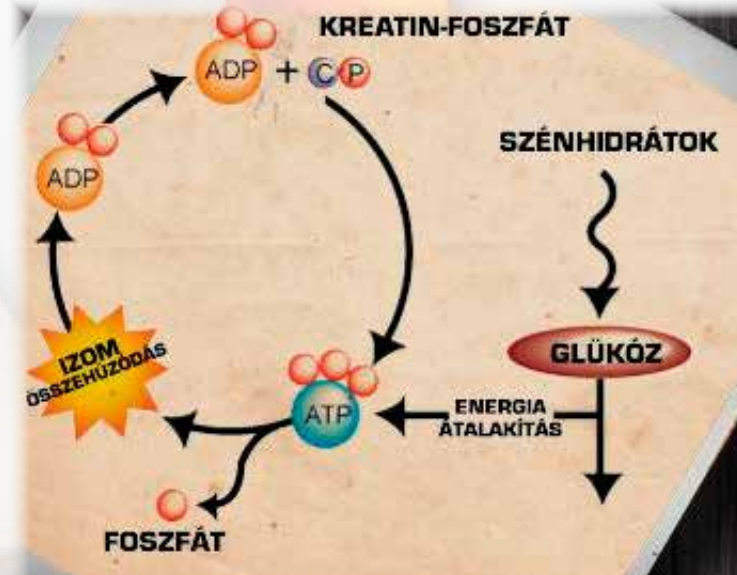 KREATIN-FOSZFÁT
ADP + C P
ADP
SZÉNHIDRÁTOK
GLÜKÓZ
IZOM
ÖSSZEHÚZÓDÁS
ATP
ENERGIA
ÁTALAKÍTÁS
FOSZFÁT